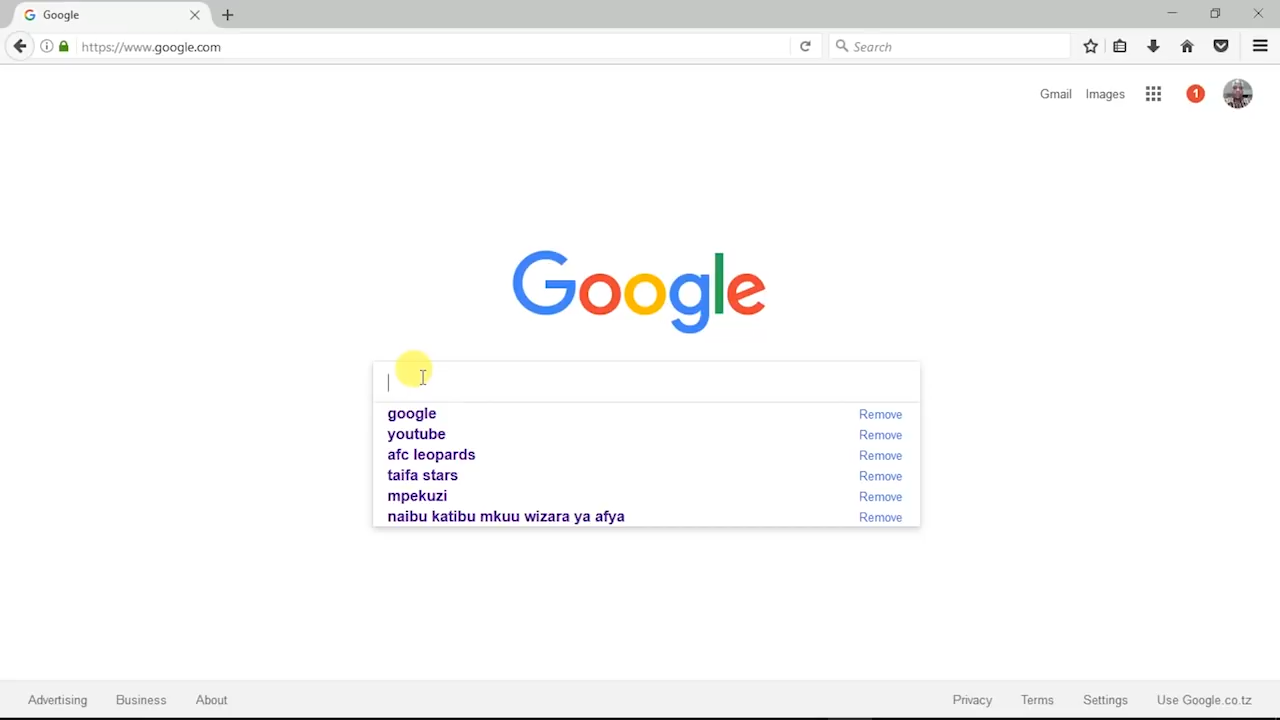 Google
https://www.google.com
Search
Gmail
Images
1
Google
google
Remove
youtube
Remove
afc leopards
Remove
taifa stars
Remove
mpekuzi
Remove
naibu katibu mkuu wizara ya afya
Remove
Advertising
Business
About
Privacy
Terms
Settings
Use Google.co.tz